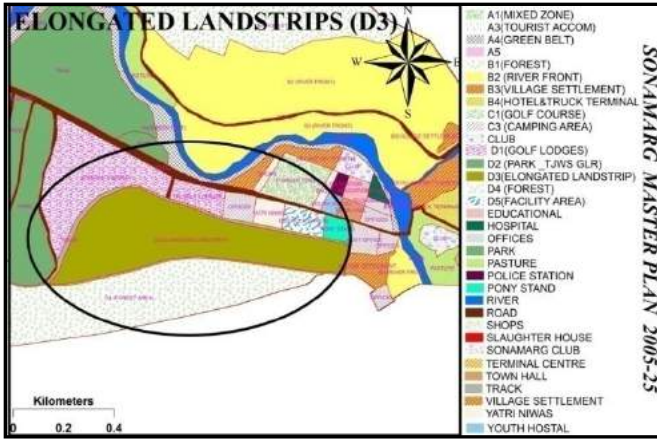 ELONGATED LANDSTRIPS (D3)
N
W
E
S
Kilometers
0 0.2 0.4
A1(MIXED ZONE)
A3(TOURIST ACCOM)
A4(GREEN BELT)
A5
B1(FOREST)
B2 (RIVER FRONT)
B3(VILLAGE SETTLEMENT)
B4(HOTEL&TRUCK TERMINAL
C1(GOLF COURSE)
C3 (CAMPING AREA)
CLUB
D1(GOLF LODGES)
D2 (PARK _TJWS GLR)
D3(ELONGATED LANDSTRIP)
D4 (FOREST)
D5(FACILITY AREA)
EDUCATIONAL
HOSPITAL
OFFICES
PARK
PASTURE
POLICE STATION
PONY STAND
RIVER
ROAD
SHOPS
SLAUGHTER HOUSE
SONAMARG CLUB
TERMINAL CENTRE
TOWN HALL
TRACK
VILLAGE SETTLEMENT
YATRI NIWAS
YOUTH HOSTAL
SONAMARG MASTER PLAN 2005-25